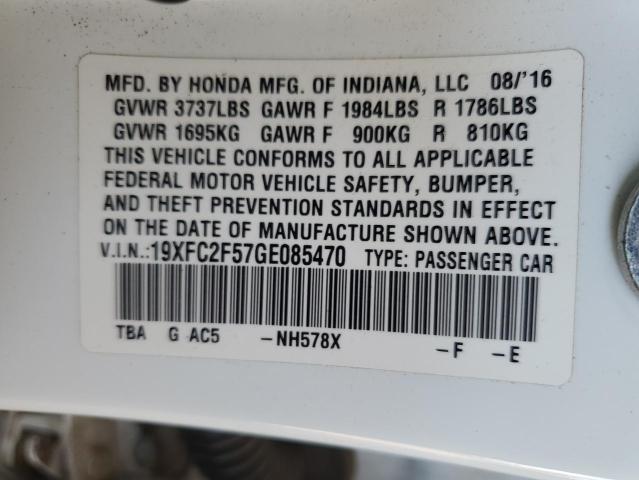 MFD. BY HONDA MFG. OF INDIANA, LLC 08/'16
GVWR 3737LBS GAWR F 1984LBS R 1786LBS
GVWR 1695KG GAWR F 900KG R 810KG
THIS VEHICLE CONFORMS TO ALL APPLICABLE
FEDERAL MOTOR VEHICLE SAFETY, BUMPER,
AND THEFT PREVENTION STANDARDS IN EFFECT
ON THE DATE OF MANUFACTURE SHOWN ABOVE.
V.I.N.:19XFC2F57GE085470 TYPE: PASSENGER CAR
TBA G AC5 -NH578X -F -E